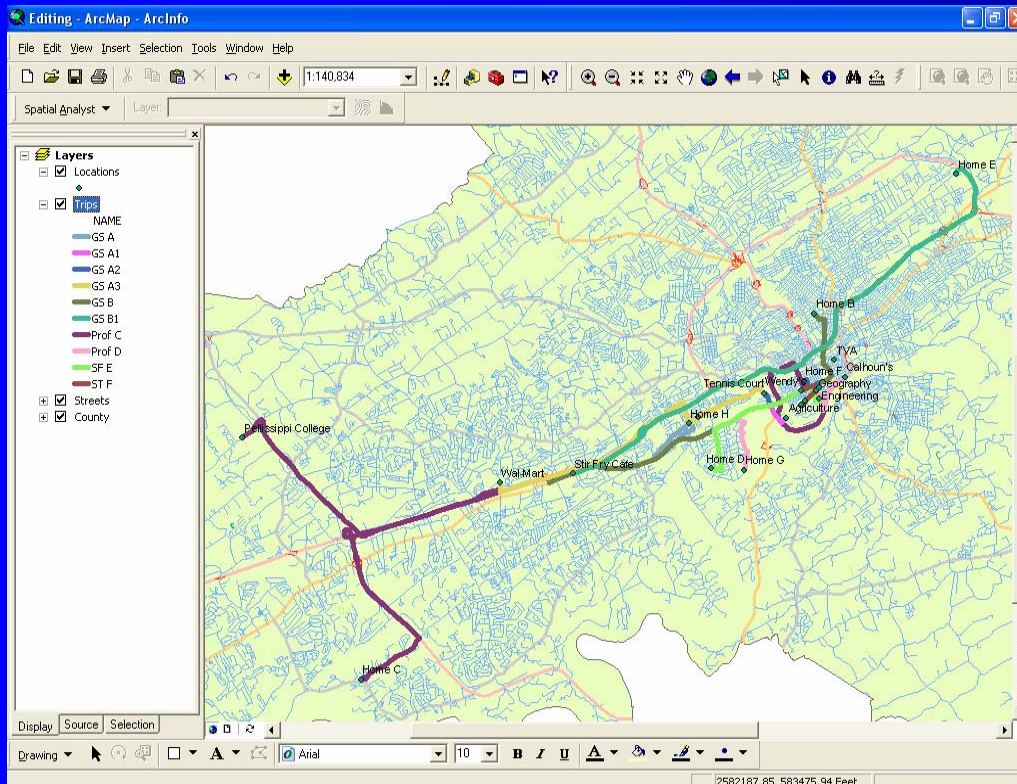 Editing - ArcMap - ArcInfo
File Edit View Insert Selection Tools Window Help
1:140,834
Spatial Analyst Layer:
Layers
Locations
Trips
NAME
GS A
GS A1
GS A2
GS A3
GS B
GS B1
Prof C
Prof D
SF E
ST F
Streets
County
Home E
Home B
TVA
Home F Calhoun's
Tennis Court Wendy's Geography
Engineering
Agriculture
Home H
Pellissippi College
Home D Home G
Stir Fry Cafe
Wal-Mart
Home C
Display Source Selection
Drawing A Arial 10 B I U A
2582187.85 583475.94 Feet